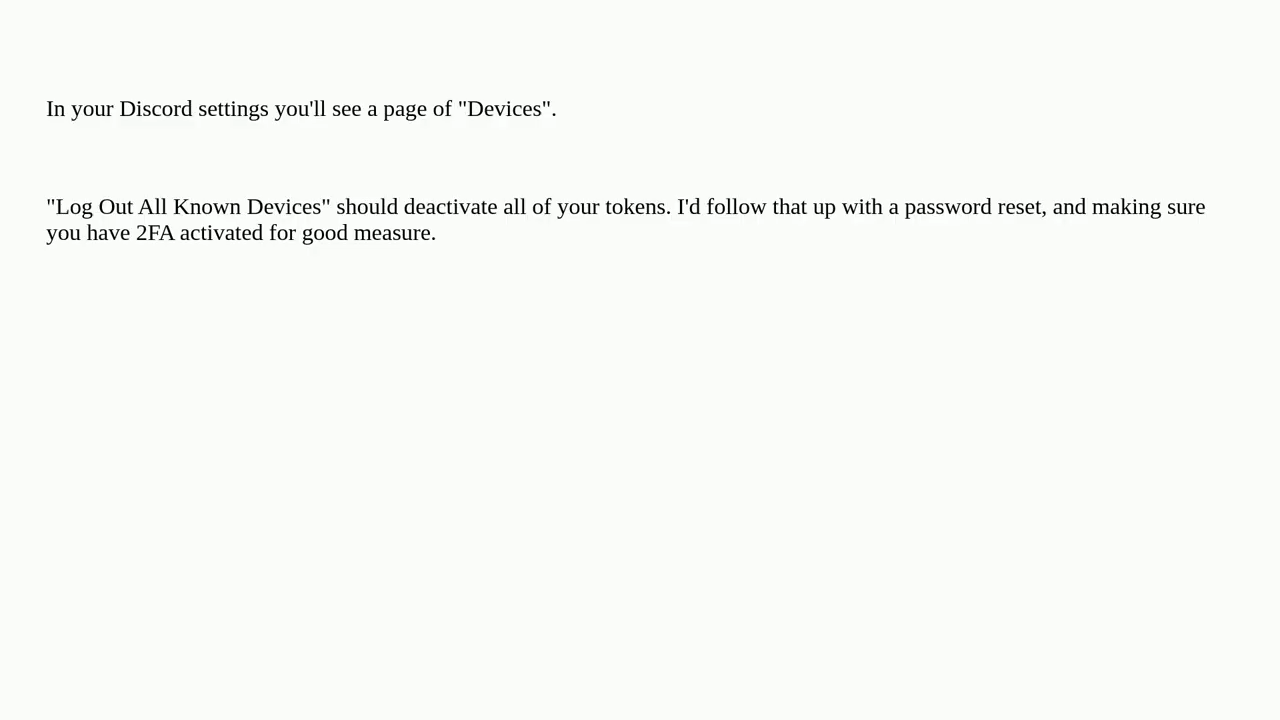 In your Discord settings you'll see a page of "Devices".
"Log Out All Known Devices" should deactivate all of your tokens. I'd follow that up with a password reset, and making sure
you have 2FA activated for good measure.